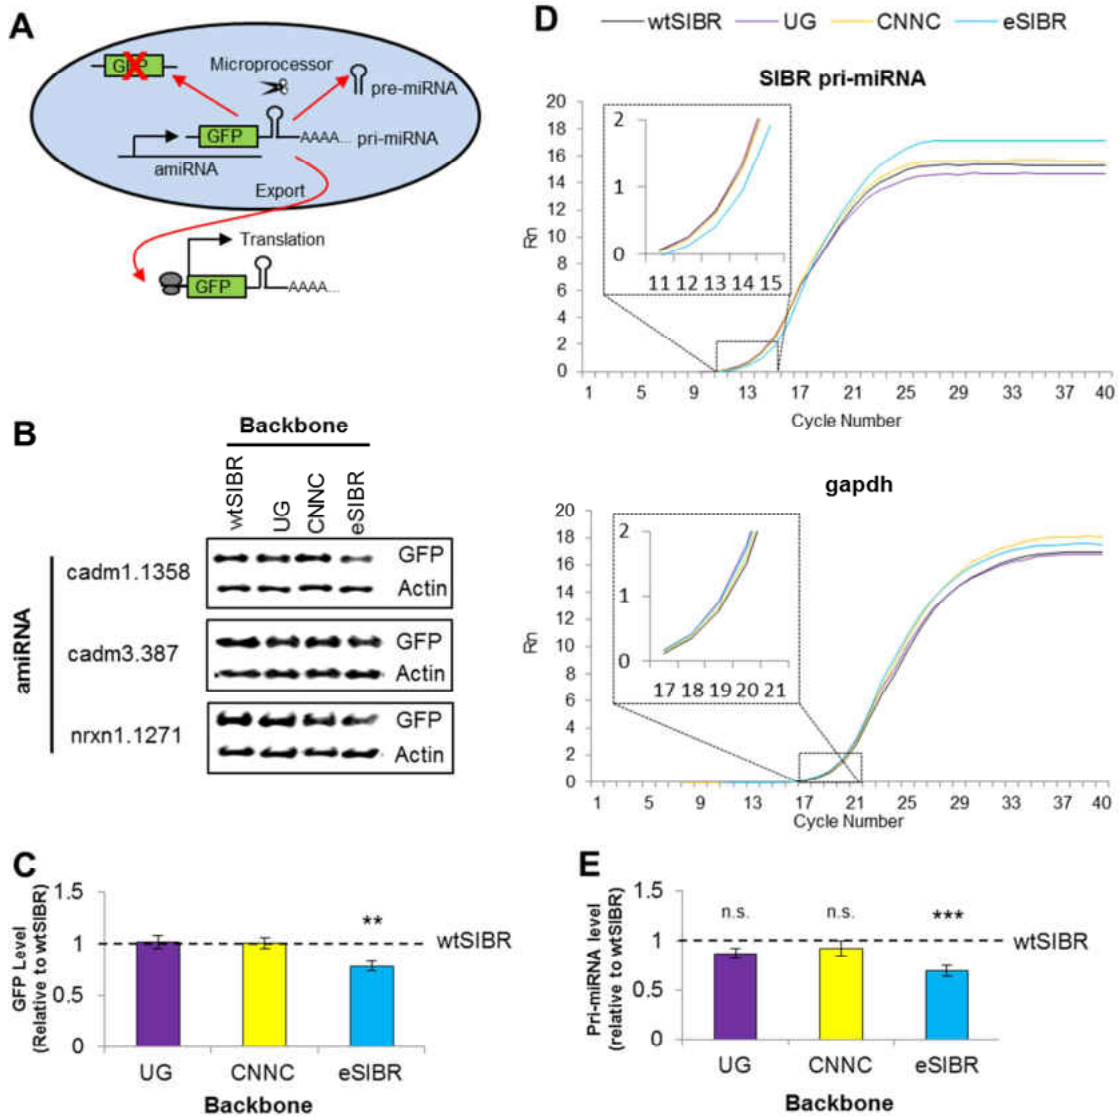 A
GFP
Microprocessor
pre-miRNA
GFP
AAAA...
pri-miRNA
amiRNA
Export
Translation
GFP
AAAA...
B
Backbone
wtSIBR
UG
CNNC
eSIBR
amiRNA
cadm1.1358
GFP
Actin
cadm3.387
GFP
Actin
nrxn1.1271
GFP
Actin
C
GFP Level
(Relative to wtSIBR)
1.5
1
0.5
0
**
wtSIBR
UG CNNC eSIBR
Backbone
D
wtSIBR UG CNNC eSIBR
SIBR pri-miRNA
Rn
20
18
16
14
12
10
8
6
4
2
0
2
1
0
11 12 13 14 15
1 5 9 13 17 21 25 29 33 37 40
Cycle Number
gapdh
Rn
20
18
16
14
12
10
8
6
4
2
0
2
1
0
17 18 19 20 21
1 5 9 13 17 21 25 29 33 37 40
Cycle Number
E
Pri-miRNA level
(relative to wtSIBR)
1.5
1
0.5
0
n.s. n.s. ***
wtSIBR
UG CNNC eSIBR
Backbone